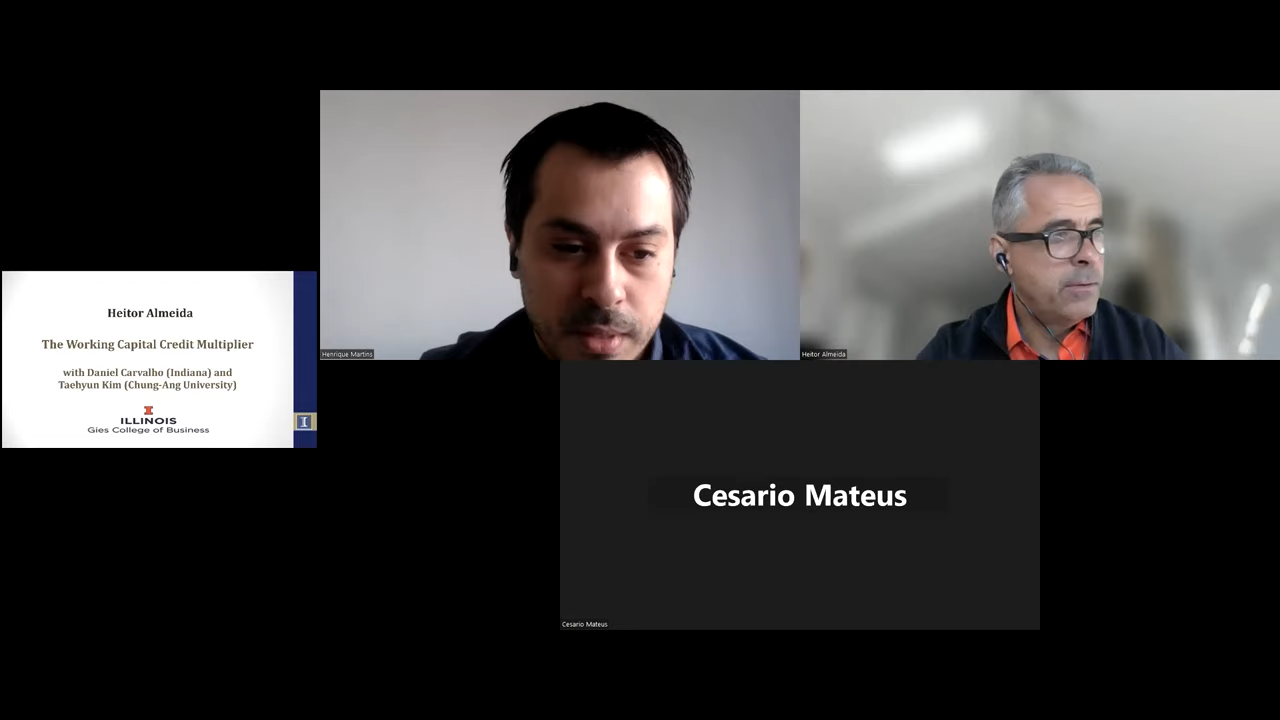 Heitor Almeida
The Working Capital Credit Multiplier
with Daniel Carvalho (Indiana) and
Taehyun Kim (Chung-Ang University)
ILLINOIS
Gies College of Business
Henrique Martins
Heitor Almeida
Cesario Mateus
Cesario Mateus